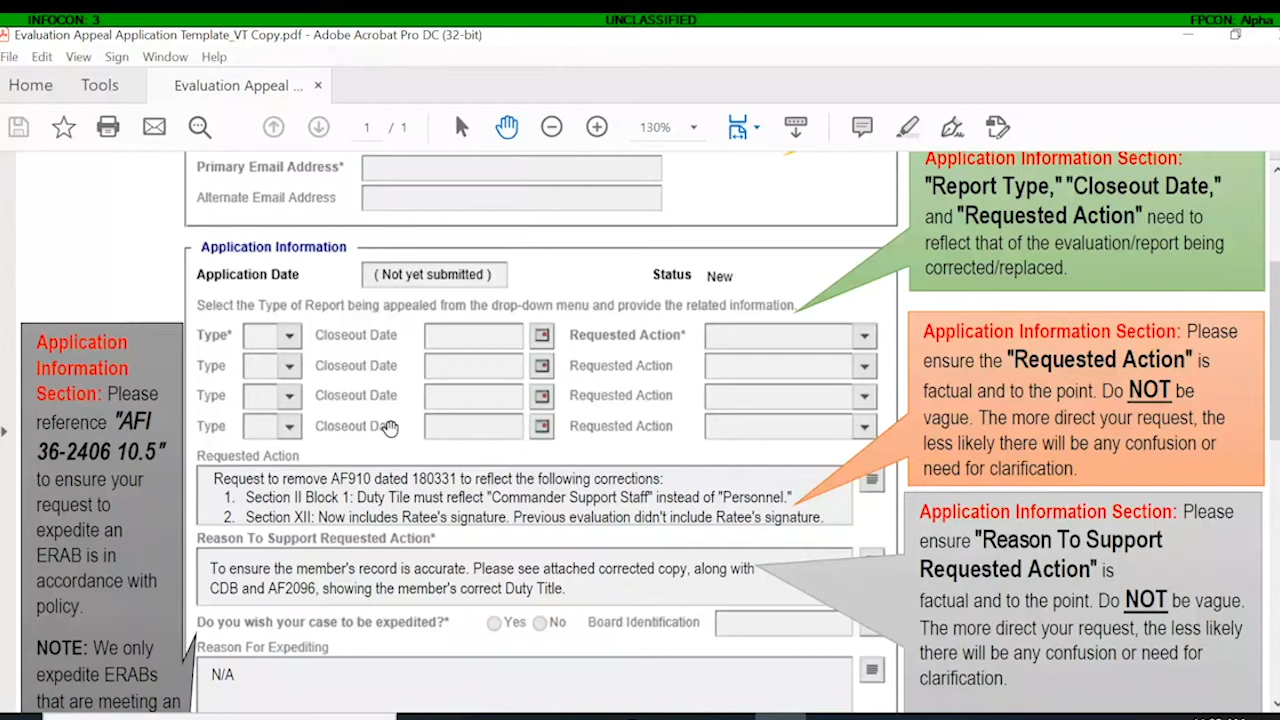 INFOCON: 3 UNCLASSIFIED FPCON: Alpha
Evaluation Appeal Application Template_VT Copy.pdf - Adobe Acrobat Pro DC (32-bit)
File Edit View Sign Window Help
Home Tools Evaluation Appeal ... ×
1 / 1 130%
Primary Email Address*
Alternate Email Address
Application Information
Application Date ( Not yet submitted ) Status New
Select the Type of Report being appealed from the drop-down menu and provide the related information.
Type* Closeout Date Requested Action*
Type Closeout Date Requested Action
Type Closeout Date Requested Action
Type Closeout Date Requested Action
Requested Action
Request to remove AF910 dated 180331 to reflect the following corrections:
1. Section II Block 1: Duty Tile must reflect "Commander Support Staff" instead of "Personnel."
2. Section XII: Now includes Ratee's signature. Previous evaluation didn't include Ratee's signature.
Reason To Support Requested Action*
To ensure the member's record is accurate. Please see attached corrected copy, along with
CDB and AF2096, showing the member's correct Duty Title.
Do you wish your case to be expedited?* Yes No Board Identification
Reason For Expediting
N/A
Application
Information
Section: Please
reference "AFI
36-2406 10.5"
to ensure your
request to
expedite an
ERAB is in
accordance with
policy.
NOTE: We only
expedite ERABs
that are meeting an
Application Information Section:
"Report Type," "Closeout Date,"
and "Requested Action" need to
reflect that of the evaluation/report being
corrected/replaced.
Application Information Section: Please
ensure the "Requested Action" is
factual and to the point. Do NOT be
vague. The more direct your request, the
less likely there will be any confusion or
need for clarification.
Application Information Section: Please
ensure "Reason To Support
Requested Action" is
factual and to the point. Do NOT be vague.
The more direct your request, the less likely
there will be any confusion or need for
clarification.